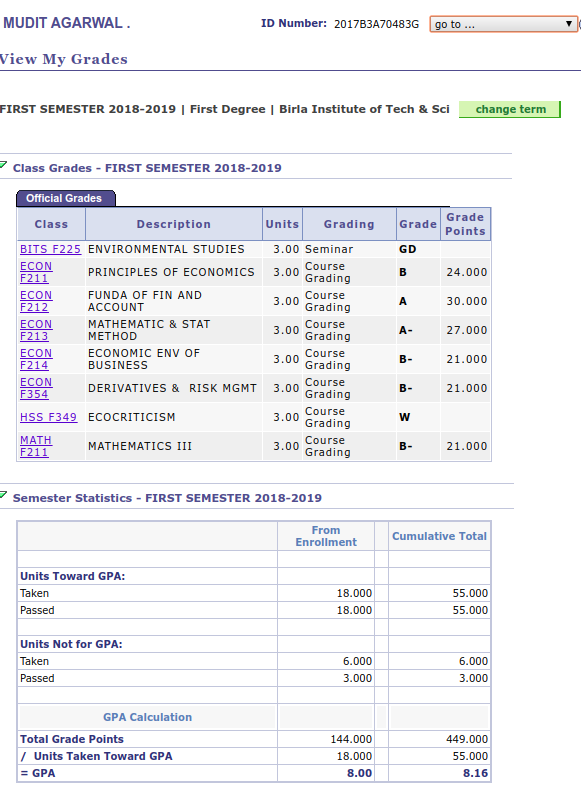 MUDIT AGARWAL .
ID Number: 2017B3A70483G
go to ...
View My Grades
FIRST SEMESTER 2018-2019 | First Degree | Birla Institute of Tech & Sci
change term
Class Grades - FIRST SEMESTER 2018-2019
Official Grades
Class Description Units Grading Grade Grade Points
BITS F225 ENVIRONMENTAL STUDIES 3.00 Seminar GD
ECON F211 PRINCIPLES OF ECONOMICS 3.00 Course Grading B 24.000
ECON F212 FUNDA OF FIN AND ACCOUNT 3.00 Course Grading A 30.000
ECON F213 MATHEMATIC & STAT METHOD 3.00 Course Grading A- 27.000
ECON F214 ECONOMIC ENV OF BUSINESS 3.00 Course Grading B- 21.000
ECON F354 DERIVATIVES & RISK MGMT 3.00 Course Grading B- 21.000
HSS F349 ECOCRITICISM 3.00 Course Grading W
MATH F211 MATHEMATICS III 3.00 Course Grading B- 21.000
Semester Statistics - FIRST SEMESTER 2018-2019
From Enrollment Cumulative Total
Units Toward GPA:
Taken 18.000 55.000
Passed 18.000 55.000
Units Not for GPA:
Taken 6.000 6.000
Passed 3.000 3.000
GPA Calculation
Total Grade Points 144.000 449.000
/ Units Taken Toward GPA 18.000 55.000
= GPA 8.00 8.16